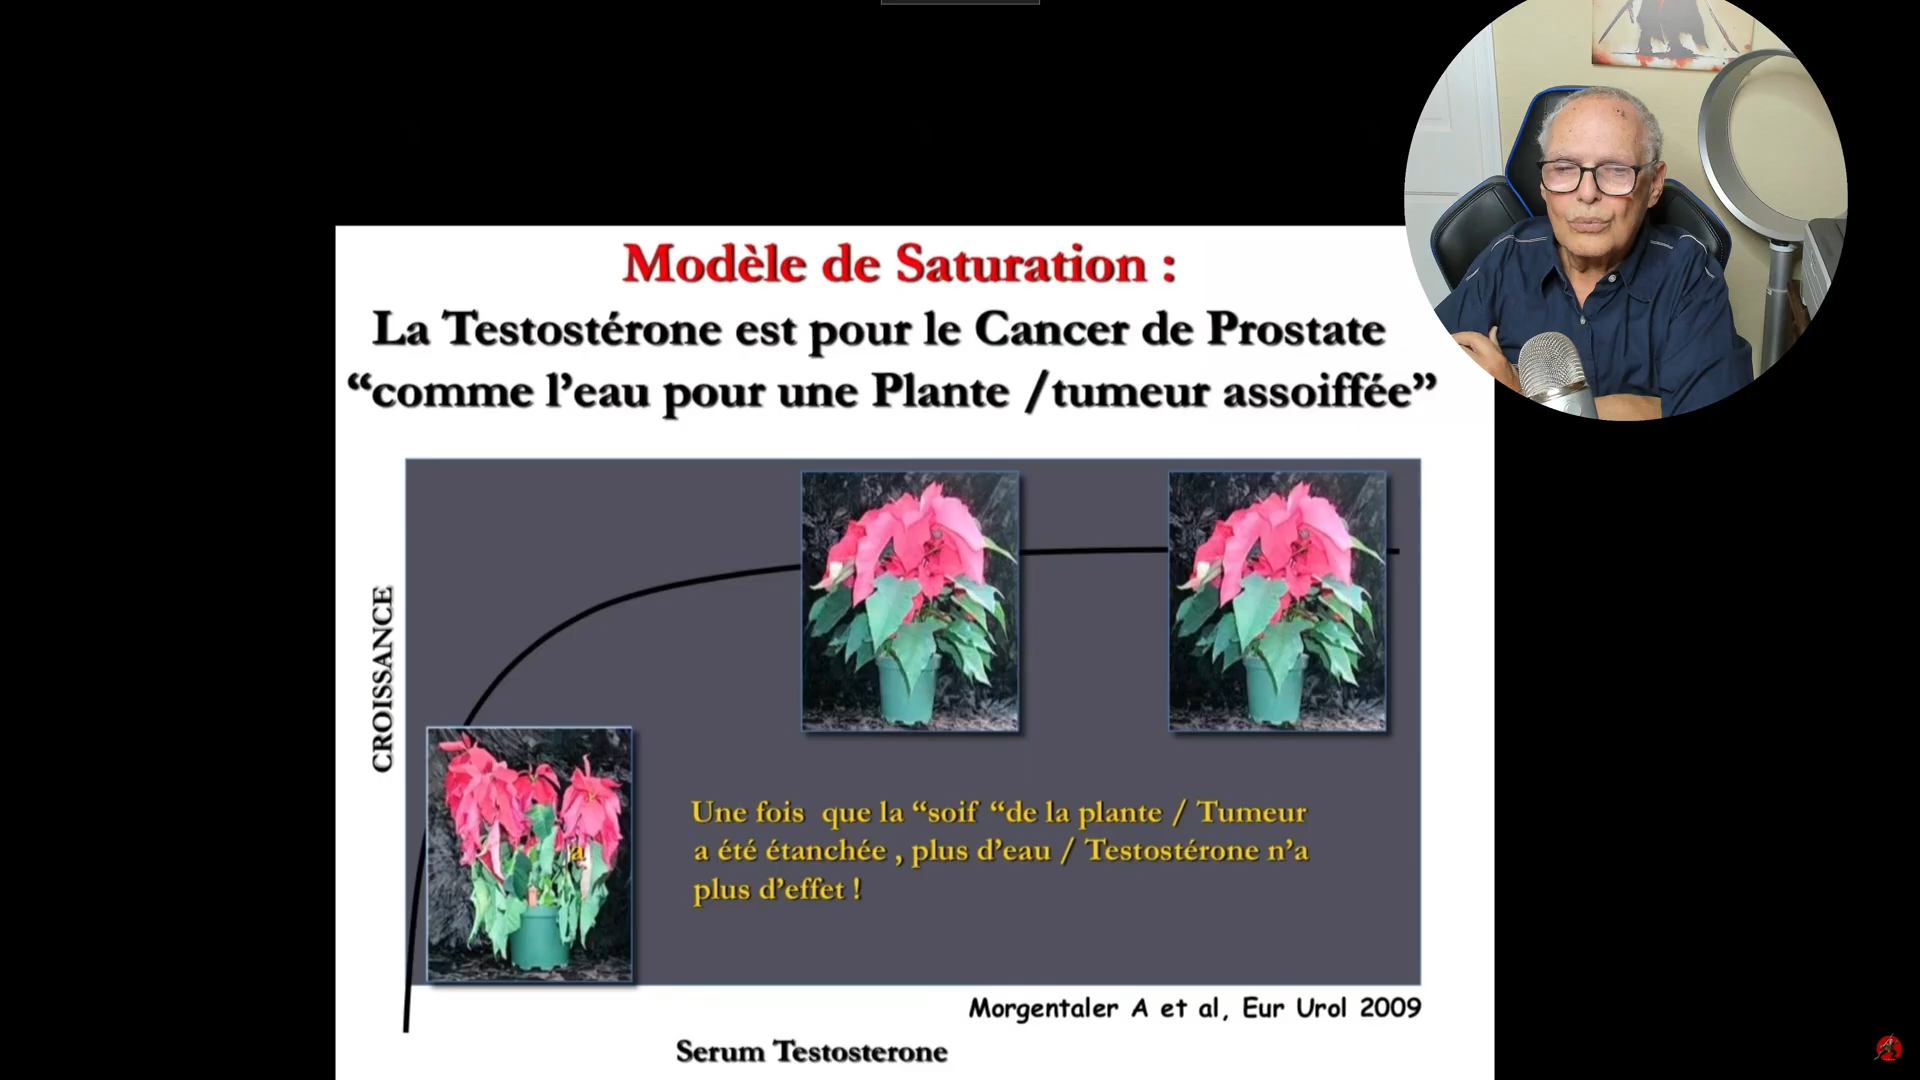 Modèle de Saturation :
La Testostérone est pour le Cancer de Prostate
“comme l’eau pour une Plante /tumeur assoiffée”
CROISSANCE
a
Une fois que la “soif “de la plante / Tumeur
a été étanchée , plus d’eau / Testostérone n’a
plus d’effet !
Morgentaler A et al, Eur Urol 2009
Serum Testosterone